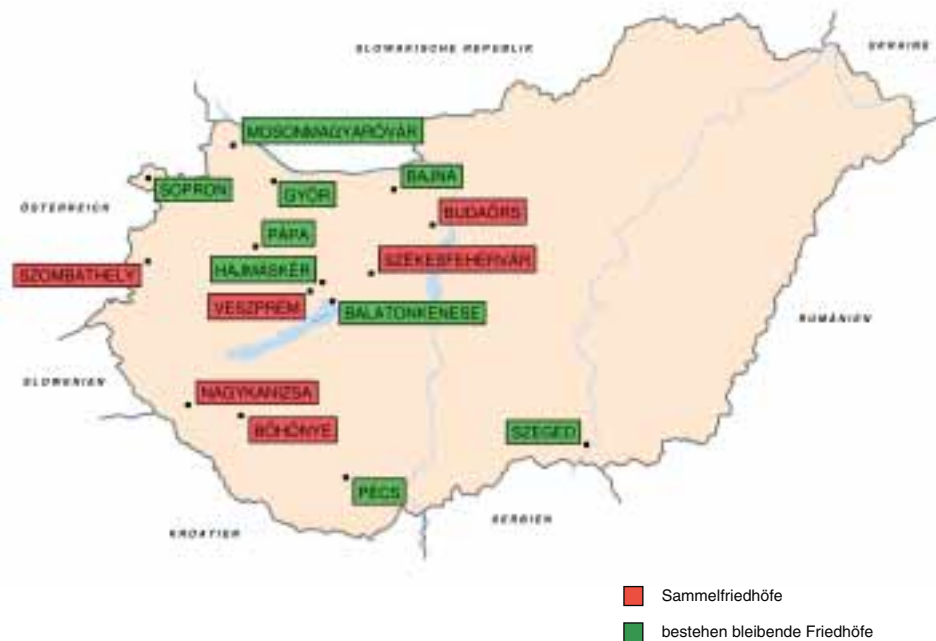 SLOWAKISCHE REPUBLIK
UKRAINE
MOSONMAGYARÓVÁR
SOPRON
GYÖR
BAJNA
ÖSTERREICH
BUDAÖRS
PÁPA
SZÉKESFEHÉRVÁR
SZOMBATHELY
HAJMÁSKÉR
VESZPRÉM
BALATONKENESE
RUMÄNIEN
SLOWENIEN
NAGYKANIZSA
BÖHÖNYE
SZEGED
PÉCS
SERBIEN
KROATIEN
Sammelfriedhöfe
bestehen bleibende Friedhöfe